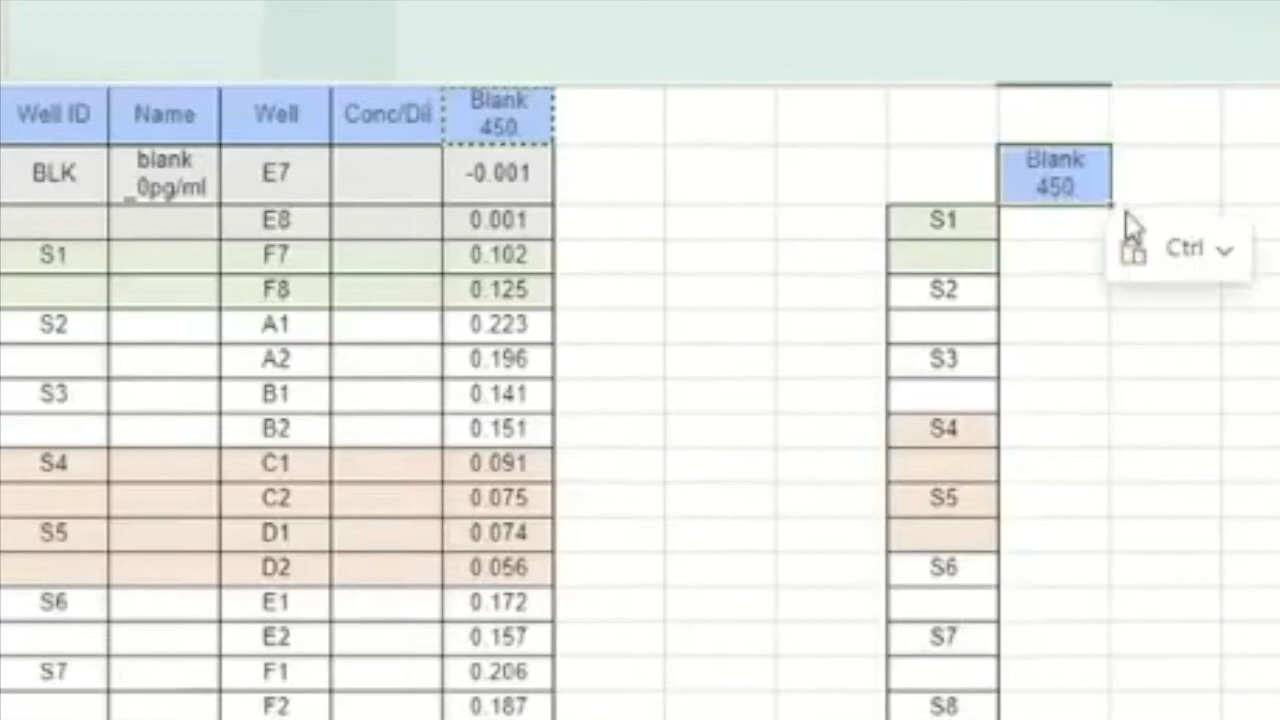 Well ID Name Well Conc/Dil Blank 450
BLK blank _0pg/ml E7 -0.001 Blank 450
E8 0.001 S1
S1 F7 0.102 Ctrl
F8 0.125 S2
S2 A1 0.223
A2 0.196 S3
S3 B1 0.141
B2 0.151 S4
S4 C1 0.091
C2 0.075 S5
S5 D1 0.074
D2 0.056 S6
S6 E1 0.172
E2 0.157 S7
S7 F1 0.206
F2 0.187 S8